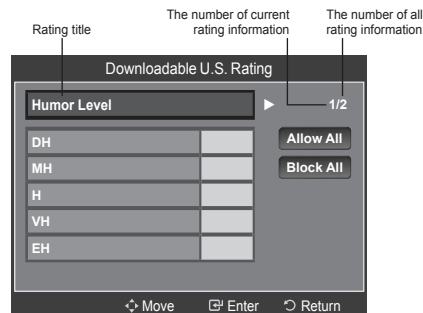 The number of current
rating information
The number of all
rating information
Rating title
Downloadable U.S. Rating
Humor Level
1/2
DH
Allow All
MH
Block All
H
VH
EH
Move Enter Return